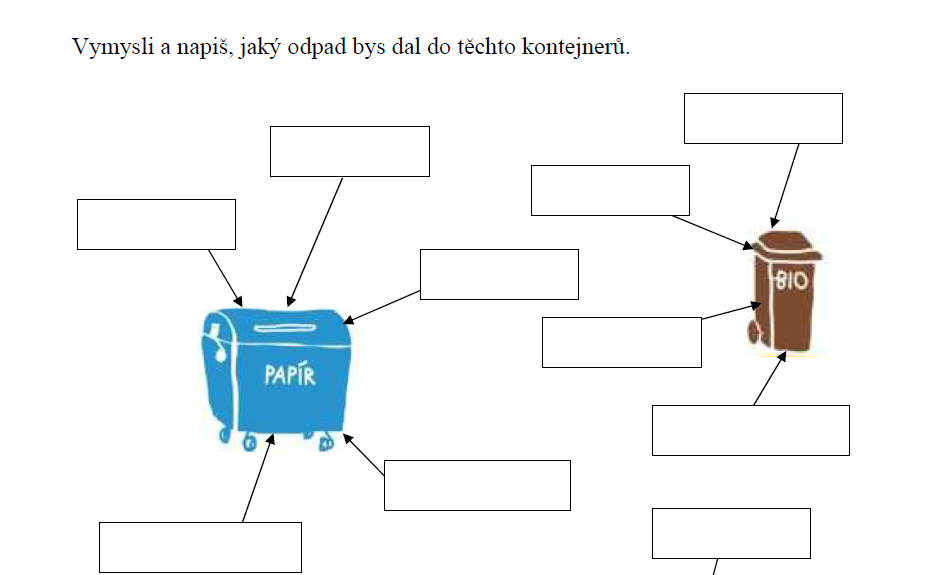 Vymysli a napiš, jaký odpad bys dal do těchto kontejnerů.
BIO
PAPÍR